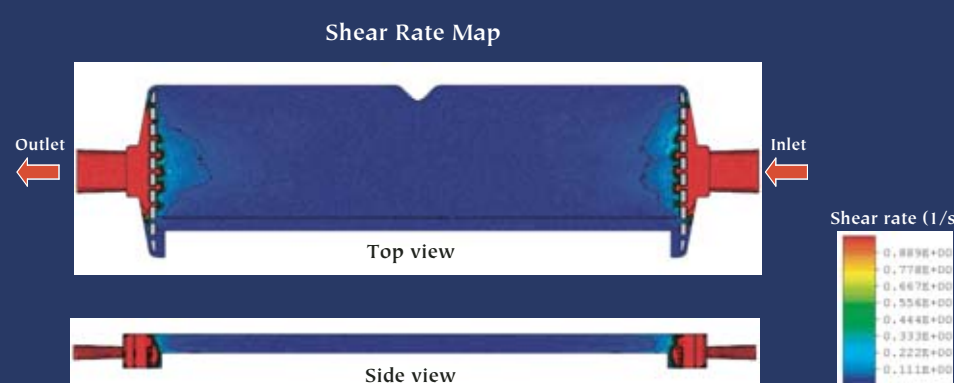 Shear Rate Map
Outlet
Inlet
Top view
Shear rate (1/s
0.889E+00
0.778E+00
0.667E+00
0.556E+00
0.444E+00
0.333E+00
0.222E+00
0.111E+00
Side view